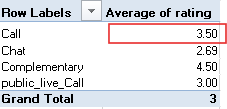 Row Labels Average of rating
Call 3.50
Chat 2.69
Complementary 4.50
public_live_Call 3.00
Grand Total 3